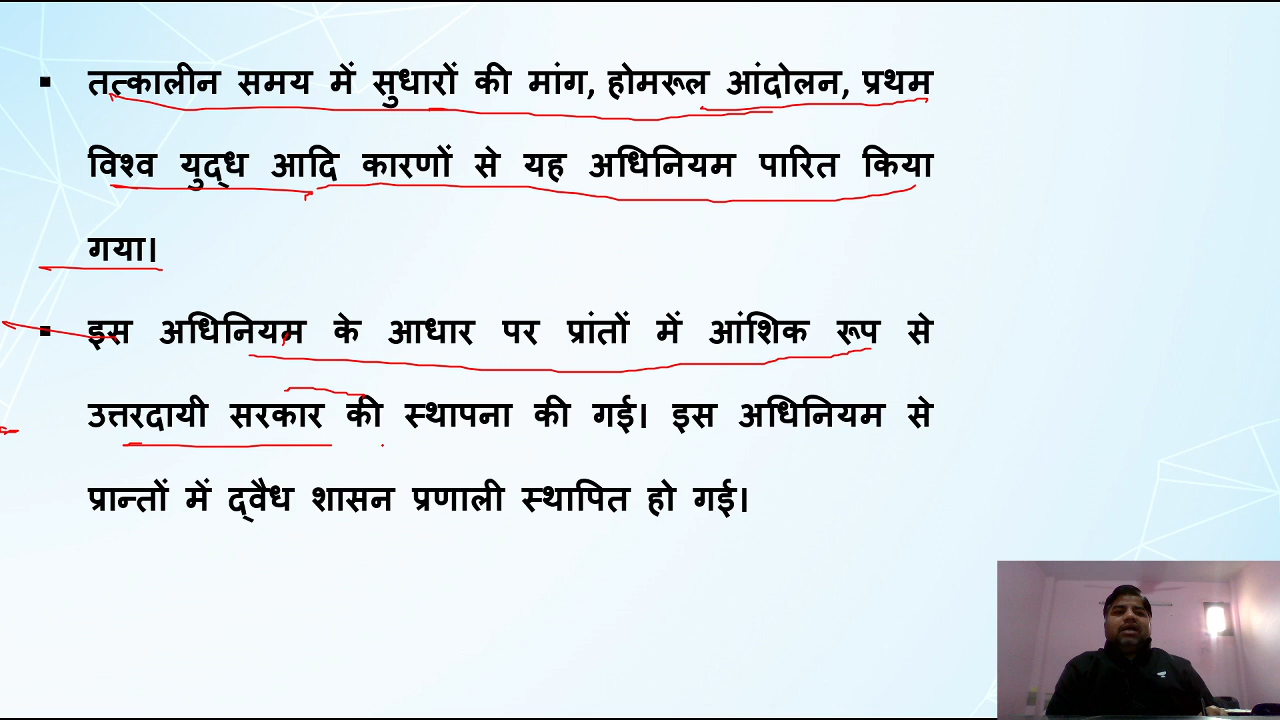 ▪ तत्कालीन समय में सुधारों की मांग, होमरूल आंदोलन, प्रथम
विश्व युद्ध आदि कारणों से यह अधिनियम पारित किया
गया।
▪ इस अधिनियम के आधार पर प्रांतों में आंशिक रूप से
उत्तरदायी सरकार की स्थापना की गई। इस अधिनियम से
प्रान्तों में द्वैध शासन प्रणाली स्थापित हो गई।